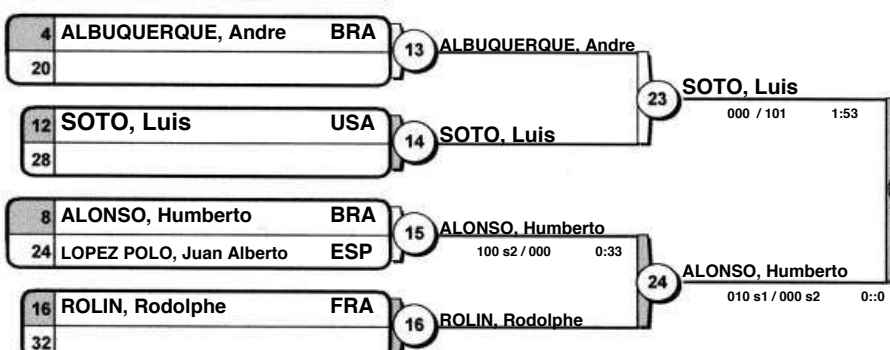 4 ALBUQUERQUE, Andre BRA
20
13
ALBUQUERQUE, Andre
12 SOTO, Luis USA
28
14
SOTO, Luis
23
SOTO, Luis
000 / 101 1:53
8 ALONSO, Humberto BRA
24 LOPEZ POLO, Juan Alberto ESP
15
ALONSO, Humberto
100 s2 / 000 0:33
16 ROLIN, Rodolphe FRA
32
16
ROLIN, Rodolphe
24
ALONSO, Humberto
010 s1 / 000 s2 0::0